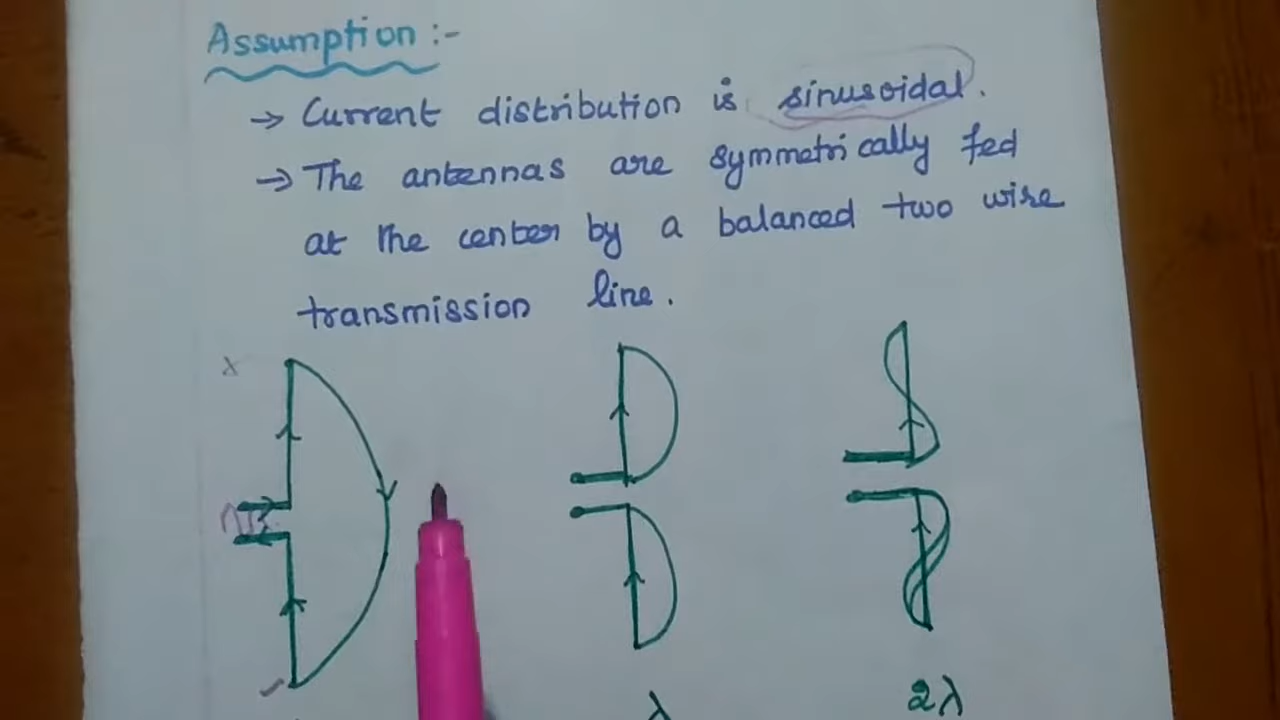 Assumption :-
→ Current distribution is sinusoidal.
→ The antennas are symmetrically fed
at the center by a balanced two wire
transmission line.
x
λ
2λ